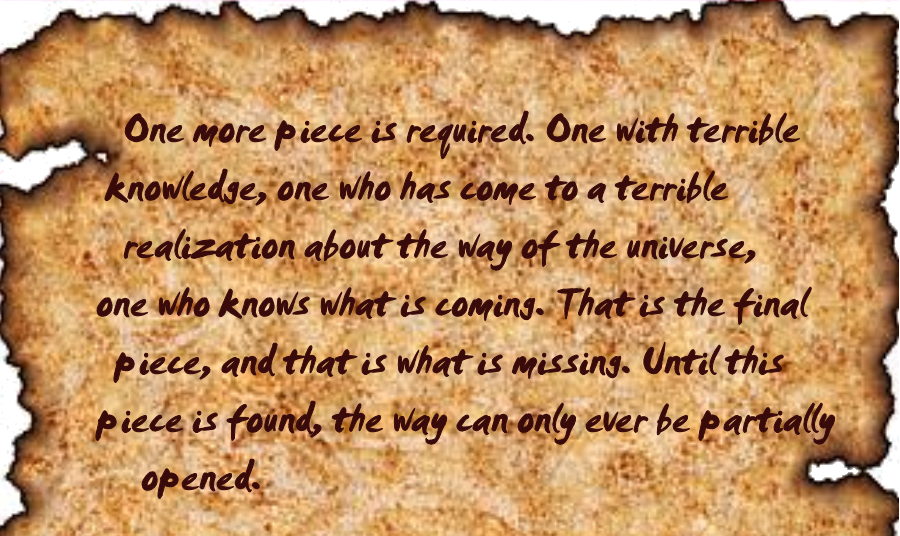 One more piece is required. One with terrible
knowledge, one who has come to a terrible
realization about the way of the universe,
one who knows what is coming. That is the final
piece, and that is what is missing. Until this
piece is found, the way can only ever be partially
opened.